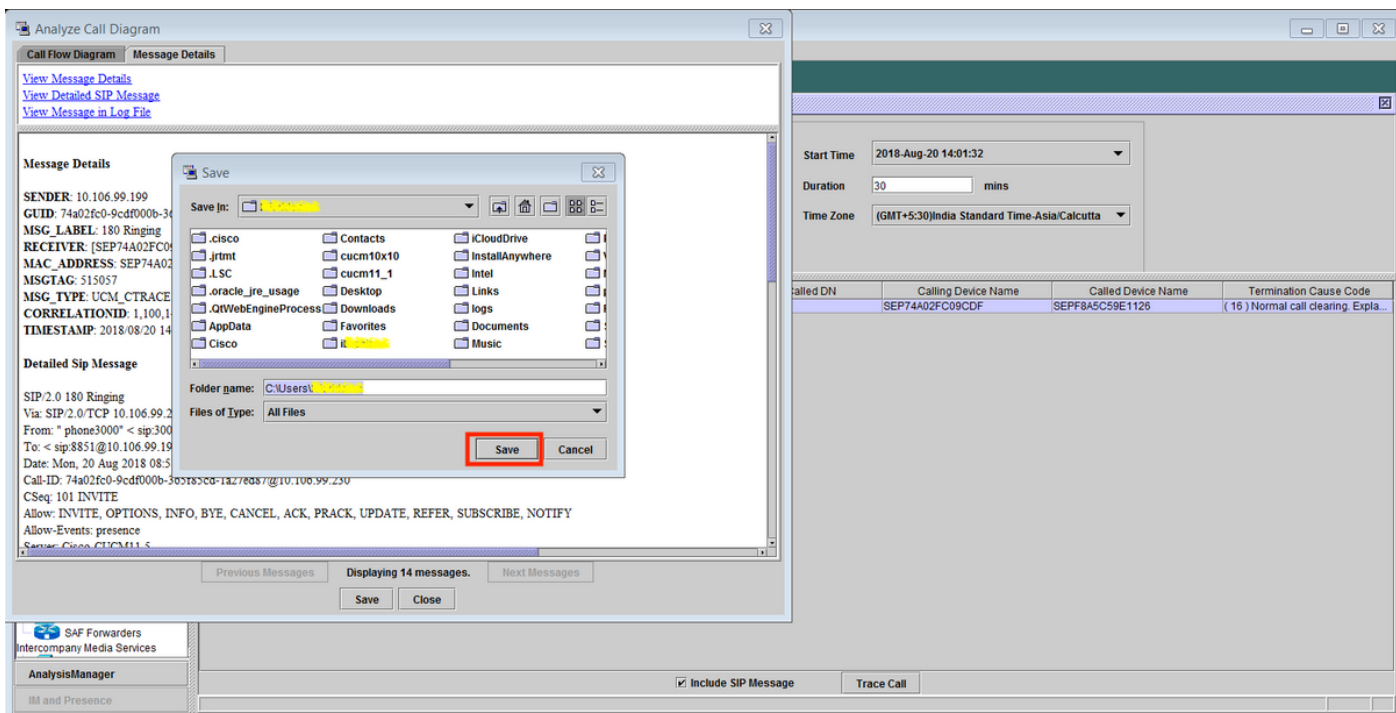 Analyze Call Diagram
Call Flow Diagram Message Details
View Message Details
View Detailed SIP Message
View Message in Log File
Message Details
SENDER: 10.106.99.199
GUID: 74a02fc0-9cdf000b-3
MSG_LABEL: 180 Ringing
RECEIVER: [SEP74A02FC0
MAC_ADDRESS: SEP74A02
MSGTAG: 515057
MSG_TYPE: UCM_CTRACE
CORRELATIONID: 1,100,1
TIMESTAMP: 2018/08/20 14
Detailed Sip Message
SIP/2.0 180 Ringing
Via: SIP/2.0/TCP 10.106.99.2
From: " phone3000" < sip:300
To: < sip:8851@10.106.99.19
Date: Mon, 20 Aug 2018 08:5
Call-ID: 74a02fc0-9cdf000b-365f85cd-1a27ed87@10.106.99.230
CSeq: 101 INVITE
Allow: INVITE, OPTIONS, INFO, BYE, CANCEL, ACK, PRACK, UPDATE, REFER, SUBSCRIBE, NOTIFY
Allow-Events: presence
Server: Cisco-CUCM11.5
Save
Save In:
.cisco Contacts iCloudDrive
.jrtmt cucm10x10 InstallAnywhere
.LSC cucm11_1 Intel
.oracle_jre_usage Desktop Links
.QtWebEngineProcess Downloads logs
AppData Favorites Documents
Cisco Music
Folder name: C:\Users\
Files of Type: All Files
Save Cancel
Previous Messages Displaying 14 messages. Next Messages
Save Close
Start Time 2018-Aug-20 14:01:32
Duration 30 mins
Time Zone (GMT+5:30)India Standard Time-Asia/Calcutta
Called DN Calling Device Name Called Device Name Termination Cause Code
SEP74A02FC09CDF SEPF8A5C59E1126 ( 16 ) Normal call clearing. Expla...
SAF Forwarders
Intercompany Media Services
AnalysisManager
IM and Presence
Include SIP Message Trace Call